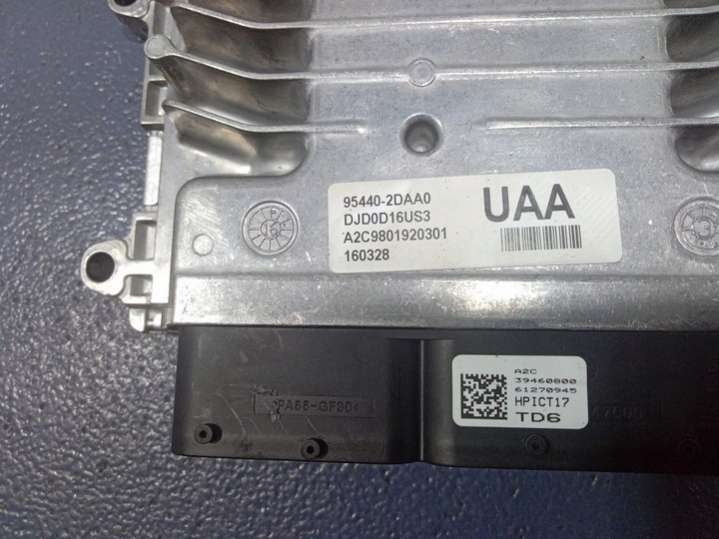 95440-2DAA0
UAA
DJD0D16US3
A2C9801920301
160328
A2C
39460800
61270945
HPICT17
TD6